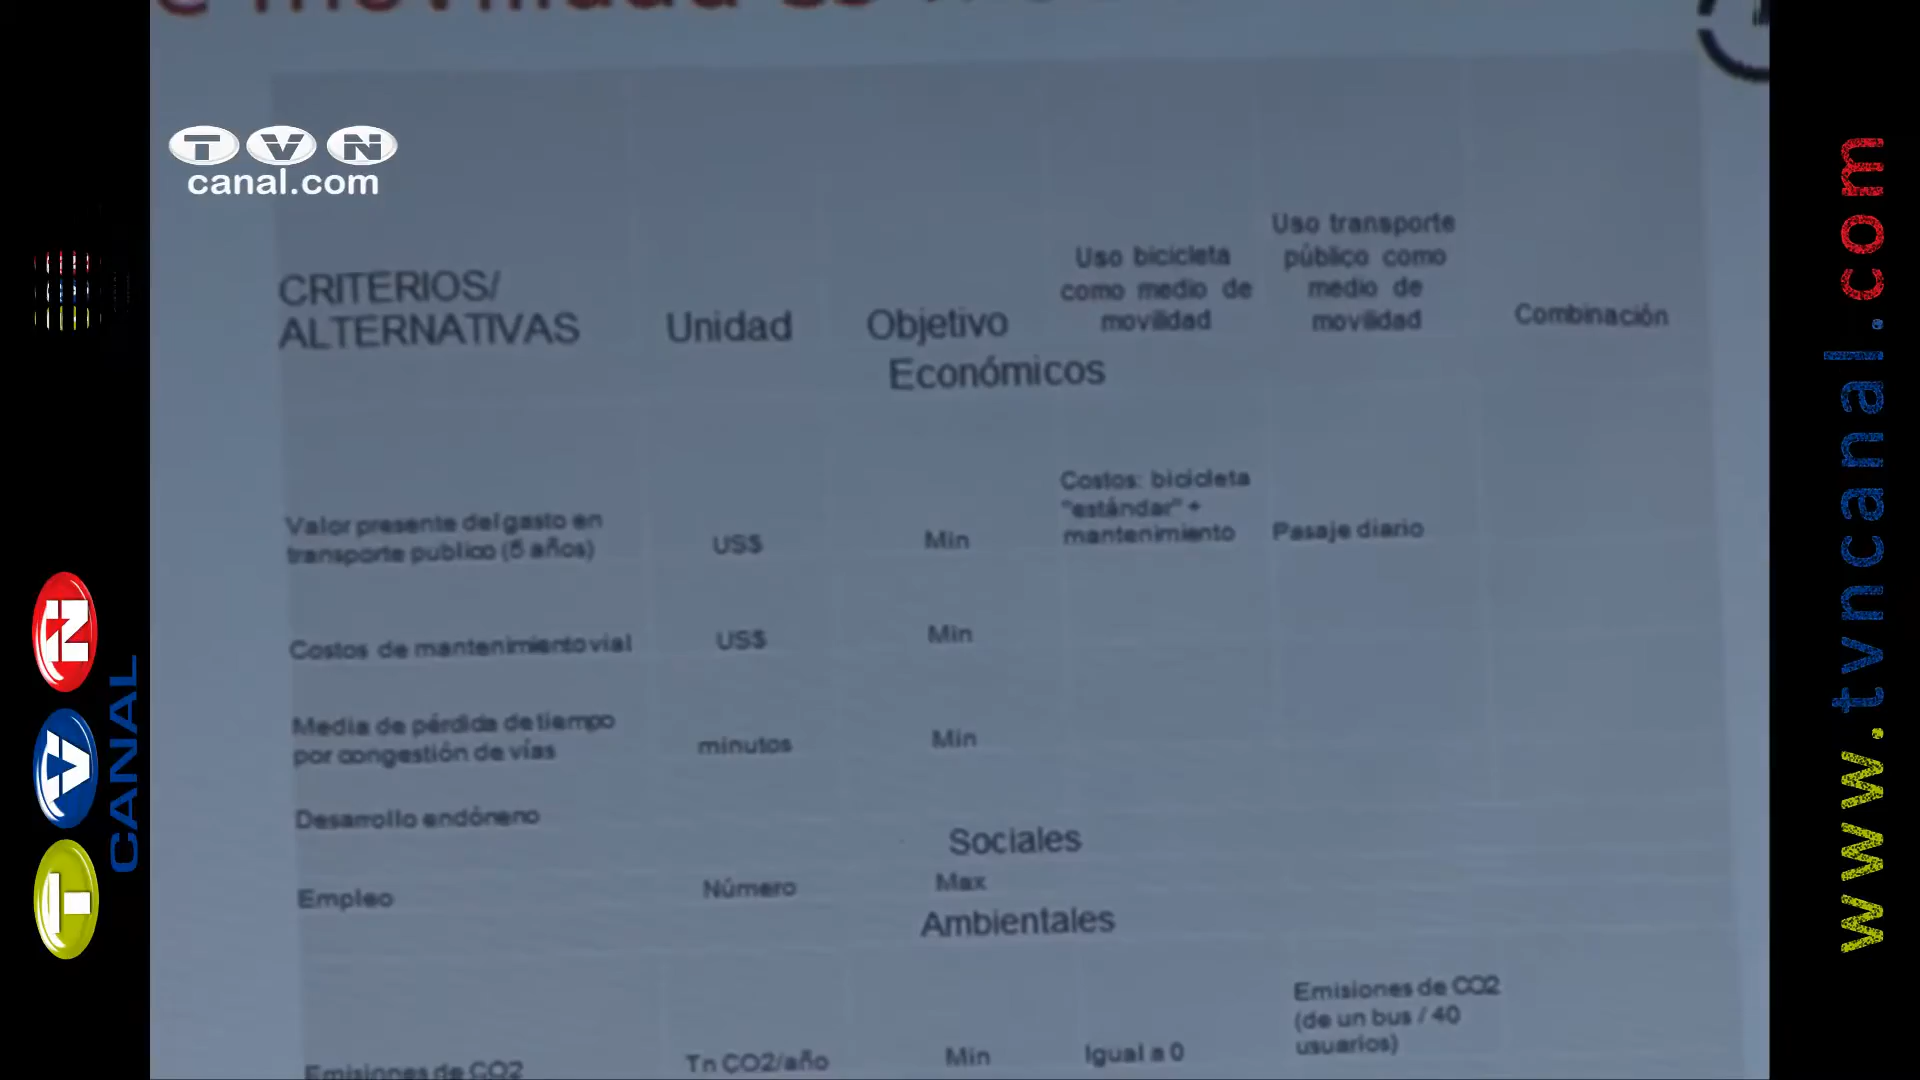 TVN
canal.com
CRITERIOS/
ALTERNATIVAS
Unidad
Objetivo
Uso bicicleta
como medio de
movilidad
Uso transporte
público como
medio de
movilidad
Combinación
Económicos
Valor presente del gasto en
transporte publico (5 años)
US$
Min
Costos: bicicleta
"estándar" +
mantenimiento
Pasaje diario
Costos de mantenimiento vial
US$
Min
Media de pérdida de tiempo
por congestión de vías
minutos
Min
Desarrollo endóneno
Sociales
Empleo
Número
Max
Ambientales
Emisiones de CO2
Tn CO2/año
Min
Igual a 0
Emisiones de CO2
(de un bus / 40
usuarios)
TVN
CANAL
www.tvncanal.com